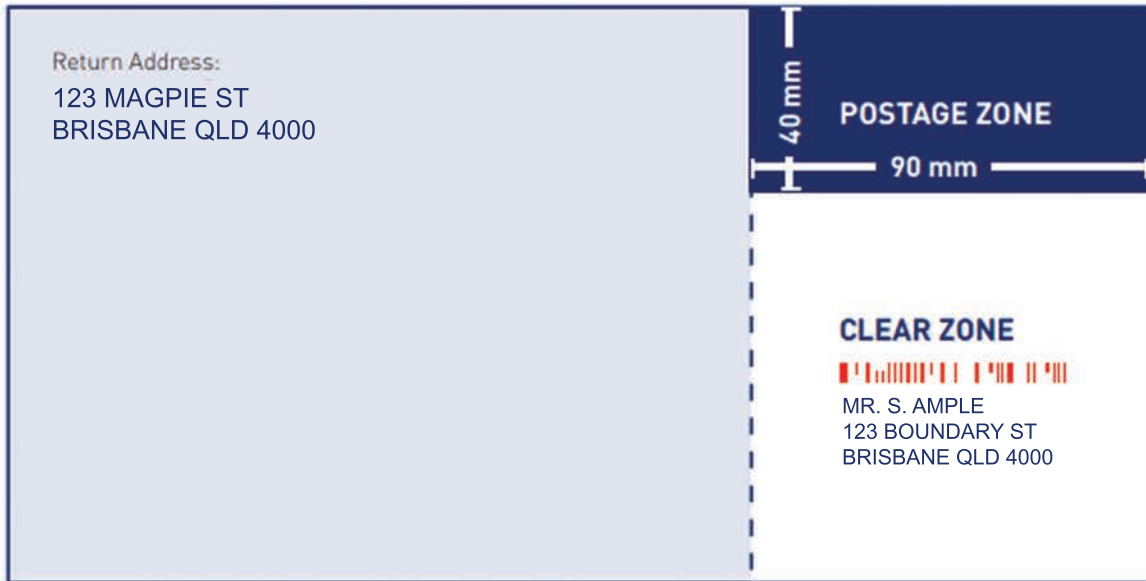 Return Address:
123 MAGPIE ST
BRISBANE QLD 4000
40 mm
POSTAGE ZONE
90 mm
CLEAR ZONE
MR. S. AMPLE
123 BOUNDARY ST
BRISBANE QLD 4000